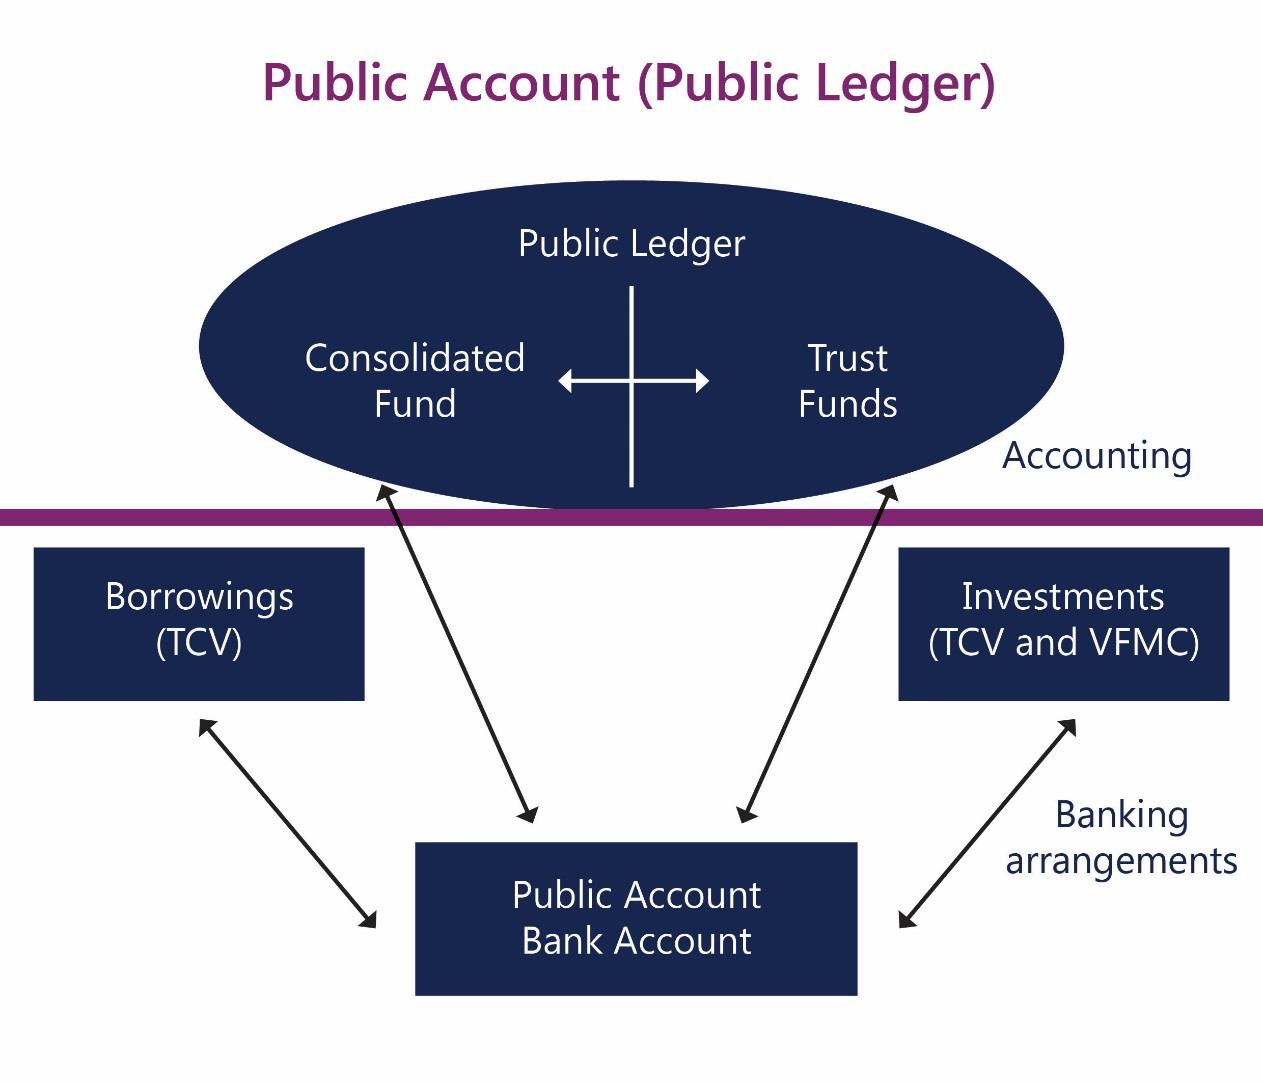 Public Account (Public Ledger)
Public Ledger
Consolidated
Fund
Trust
Funds
Accounting
Borrowings
(TCV)
Investments
(TCV and VFMC)
Banking
arrangements
Public Account
Bank Account